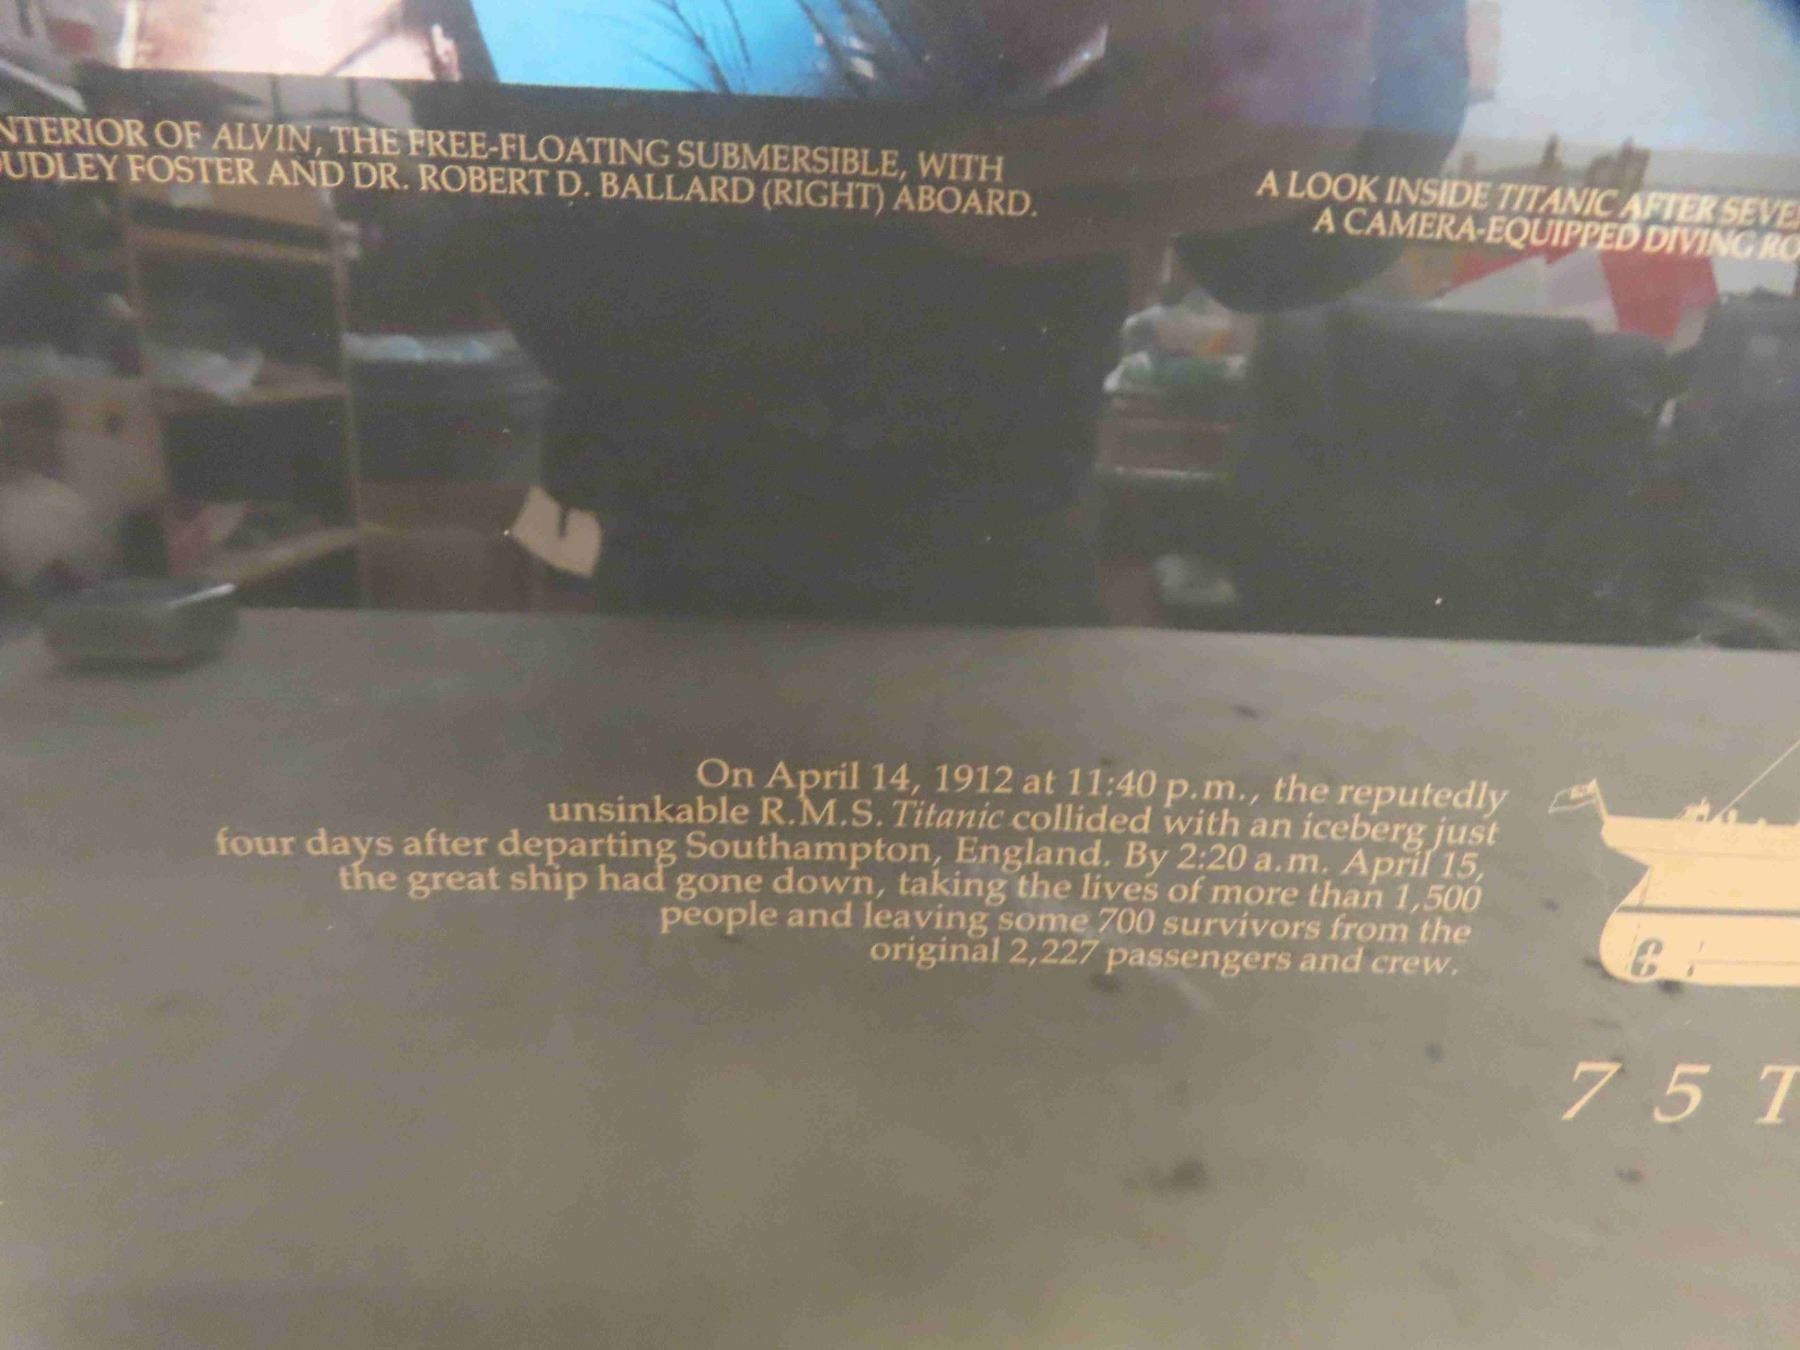 NTERIOR OF ALVIN, THE FREE-FLOATING SUBMERSIBLE, WITH
UDLEY FOSTER AND DR. ROBERT D. BALLARD (RIGHT) ABOARD.
A LOOK INSIDE TITANIC AFTER SEVE
A CAMERA-EQUIPPED DIVING RO
On April 14, 1912 at 11:40 p.m., the reputedly
unsinkable R.M.S. Titanic collided with an iceberg just
four days after departing Southampton, England. By 2:20 a.m. April 15,
the great ship had gone down, taking the lives of more than 1,500
people and leaving some 700 survivors from the
original 2,227 passengers and crew.
75T